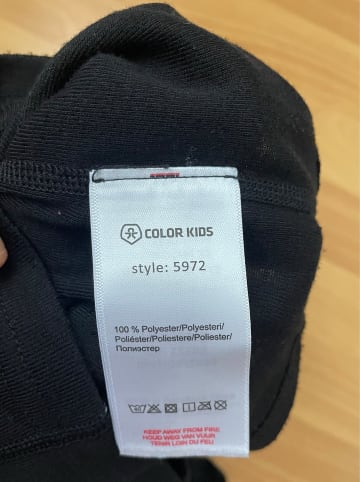 COLOR KIDS
style: 5972
100 % Polyester/Polyesteri/
Poliéster/Poliestere/Poliester/
Полиэстер
KEEP AWAY FROM FIRE
HOUD WEG VAN VUUR
TENIR LOIN DU FEU